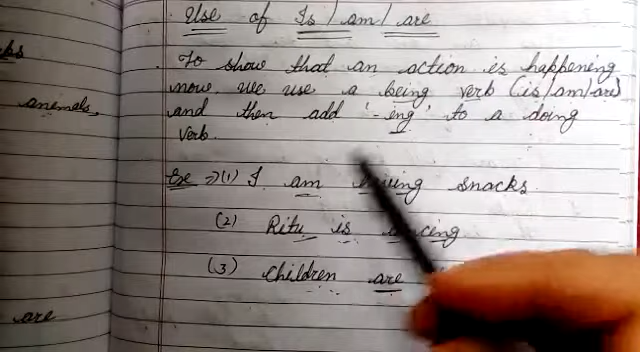 Use of Is/am/are
To show that an action is happening
now we use a being verb (is/am/are)
and then add '-eng' to a doing
verb.
Ex ⇒ (1) I am snacks.
(2) Ritu is
(3) Children are
animals,
are